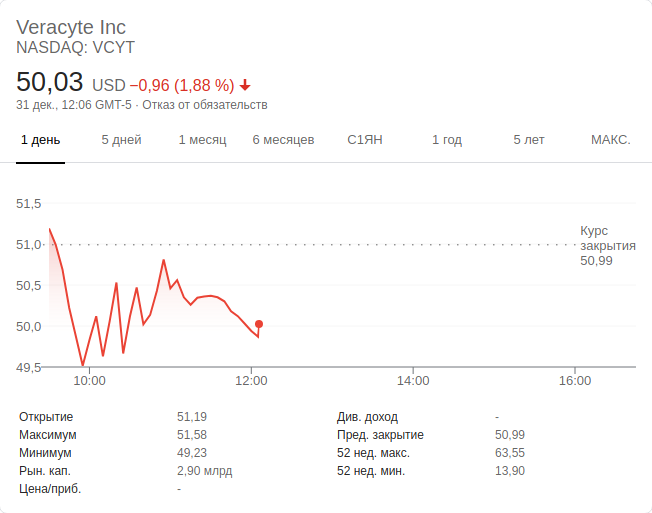 Veracyte Inc
NASDAQ: VCYT
50,03 USD −0,96 (1,88 %)
31 дек., 12:06 GMT-5 · Отказ от обязательств
1 день 5 дней 1 месяц 6 месяцев С1ЯН 1 год 5 лет МАКС.
51,5
51,0
50,5
50,0
49,5
Курс
закрытия
50,99
10:00 12:00 14:00 16:00
Открытие 51,19 Див. доход -
Максимум 51,58 Пред. закрытие 50,99
Минимум 49,23 52 нед. макс. 63,55
Рын. кап. 2,90 млрд 52 нед. мин. 13,90
Цена/приб. -